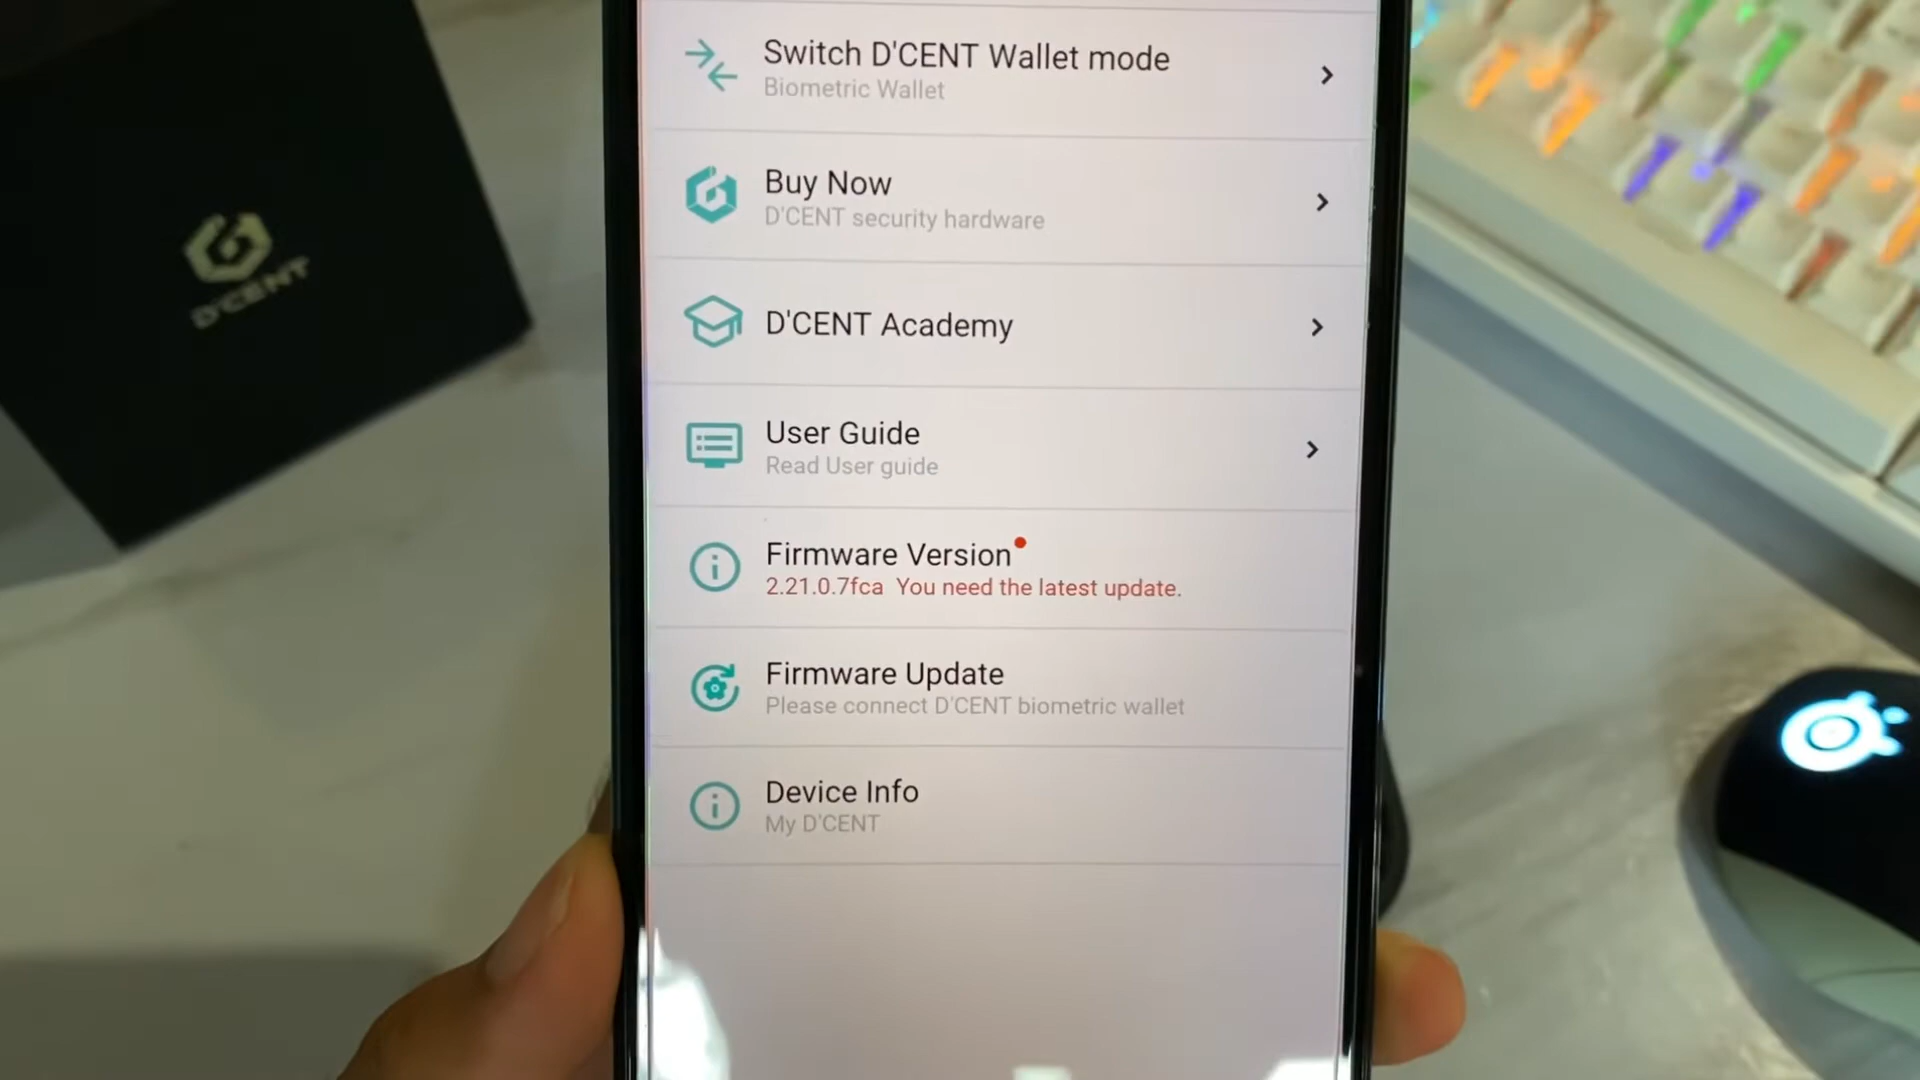 Switch D'CENT Wallet mode
Biometric Wallet
Buy Now
D'CENT security hardware
D'CENT Academy
User Guide
Read User guide
Firmware Version
2.21.0.7fca You need the latest update.
Firmware Update
Please connect D'CENT biometric wallet
Device Info
My D'CENT
D'CENT